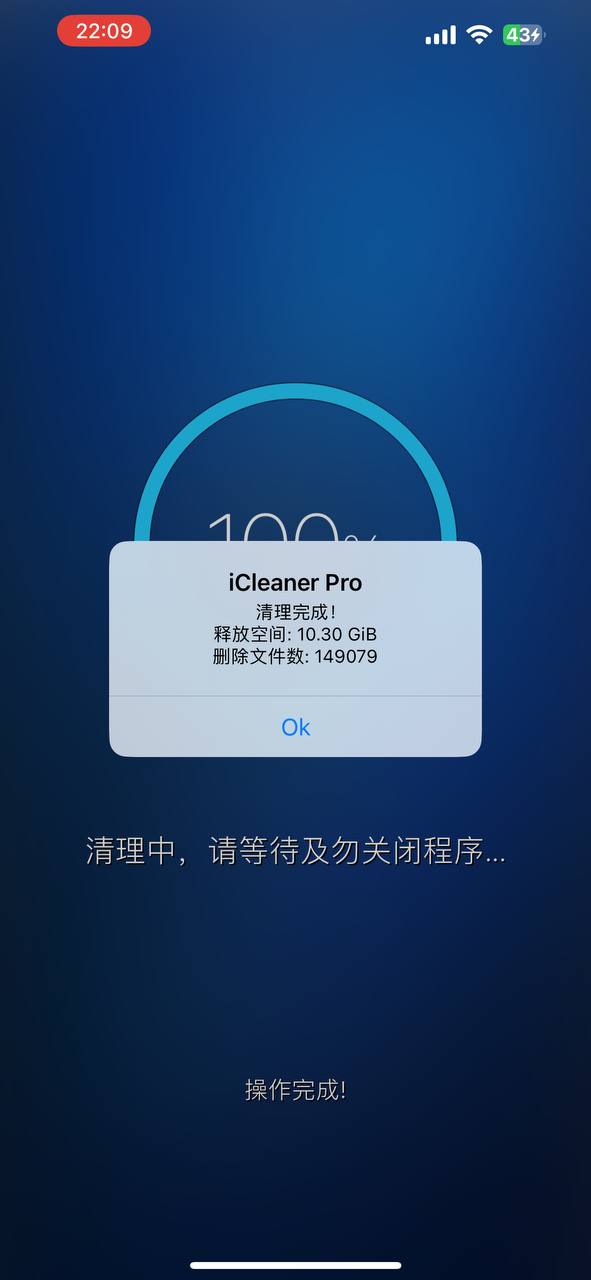 22:09
43
100%
iCleaner Pro
清理完成！
释放空间: 10.30 GiB
删除文件数: 149079
Ok
清理中，请等待及勿关闭程序...
操作完成!